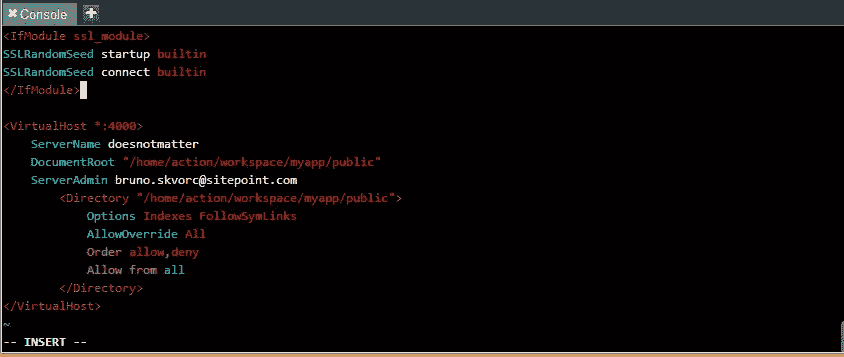 Console
<IfModule ssl_module>
SSLRandomSeed startup builtin
SSLRandomSeed connect builtin
</IfModule>
<VirtualHost *:4000>
    ServerName doesnotmatter
    DocumentRoot "/home/action/workspace/myapp/public"
    ServerAdmin bruno.skvorc@sitepoint.com
        <Directory "/home/action/workspace/myapp/public">
            Options Indexes FollowSymLinks
            AllowOverride All
            Order allow,deny
            Allow from all
        </Directory>
</VirtualHost>
~
-- INSERT --